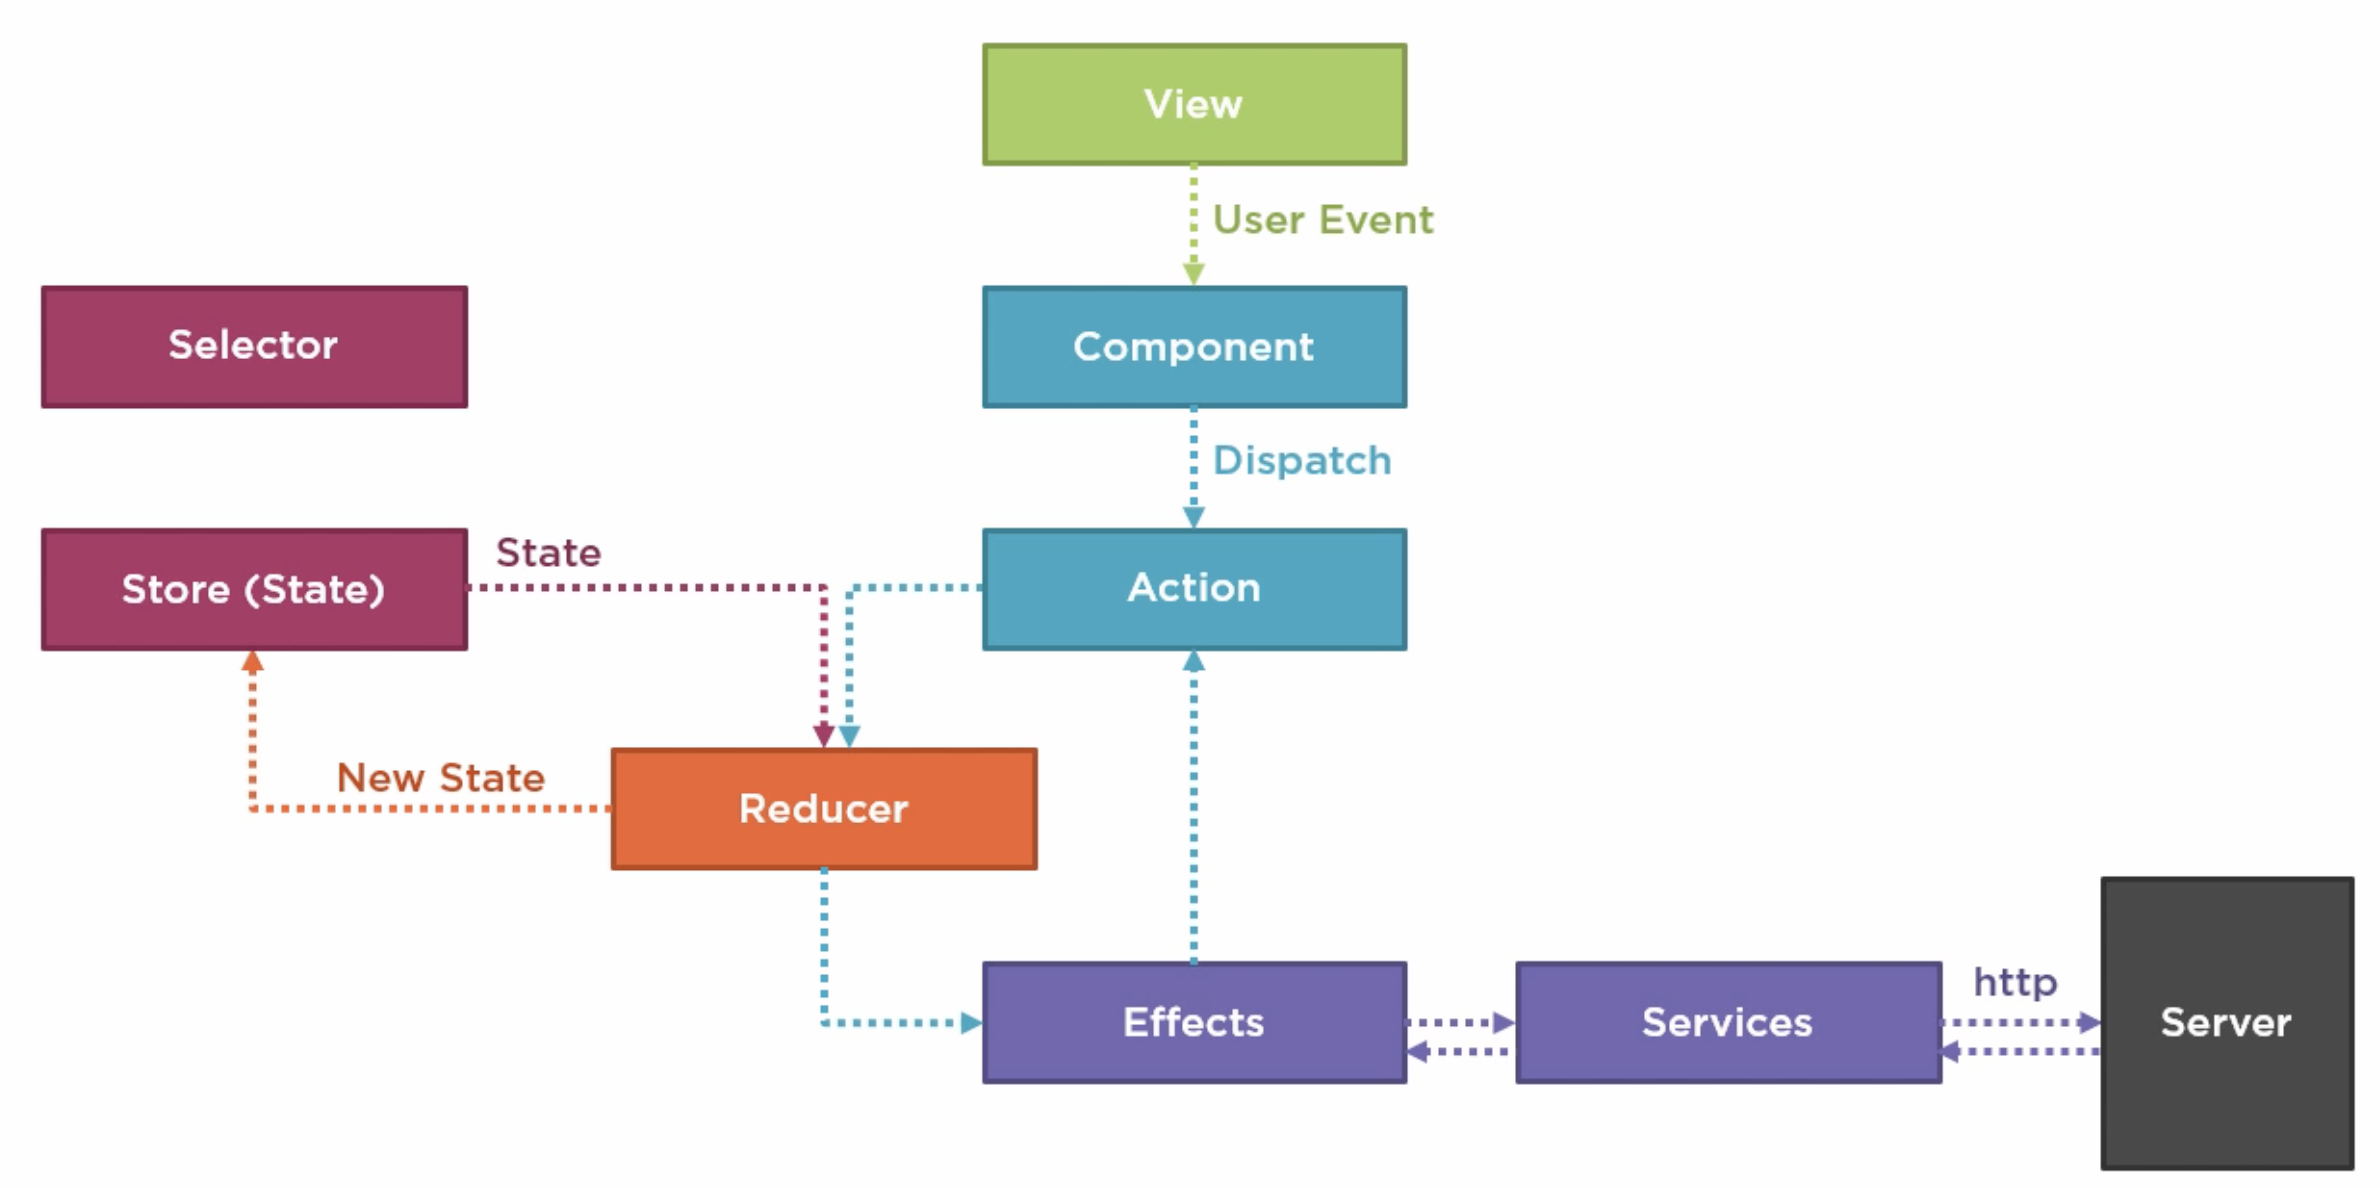 View
User Event
Selector
Component
Dispatch
Store (State)
State
Action
New State
Reducer
Effects
Services
http
Server